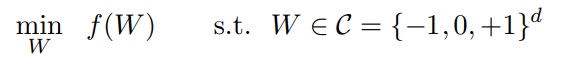 min f(W) s.t. W ∈ 𝒞 = {−1, 0, +1}ᵈ
W